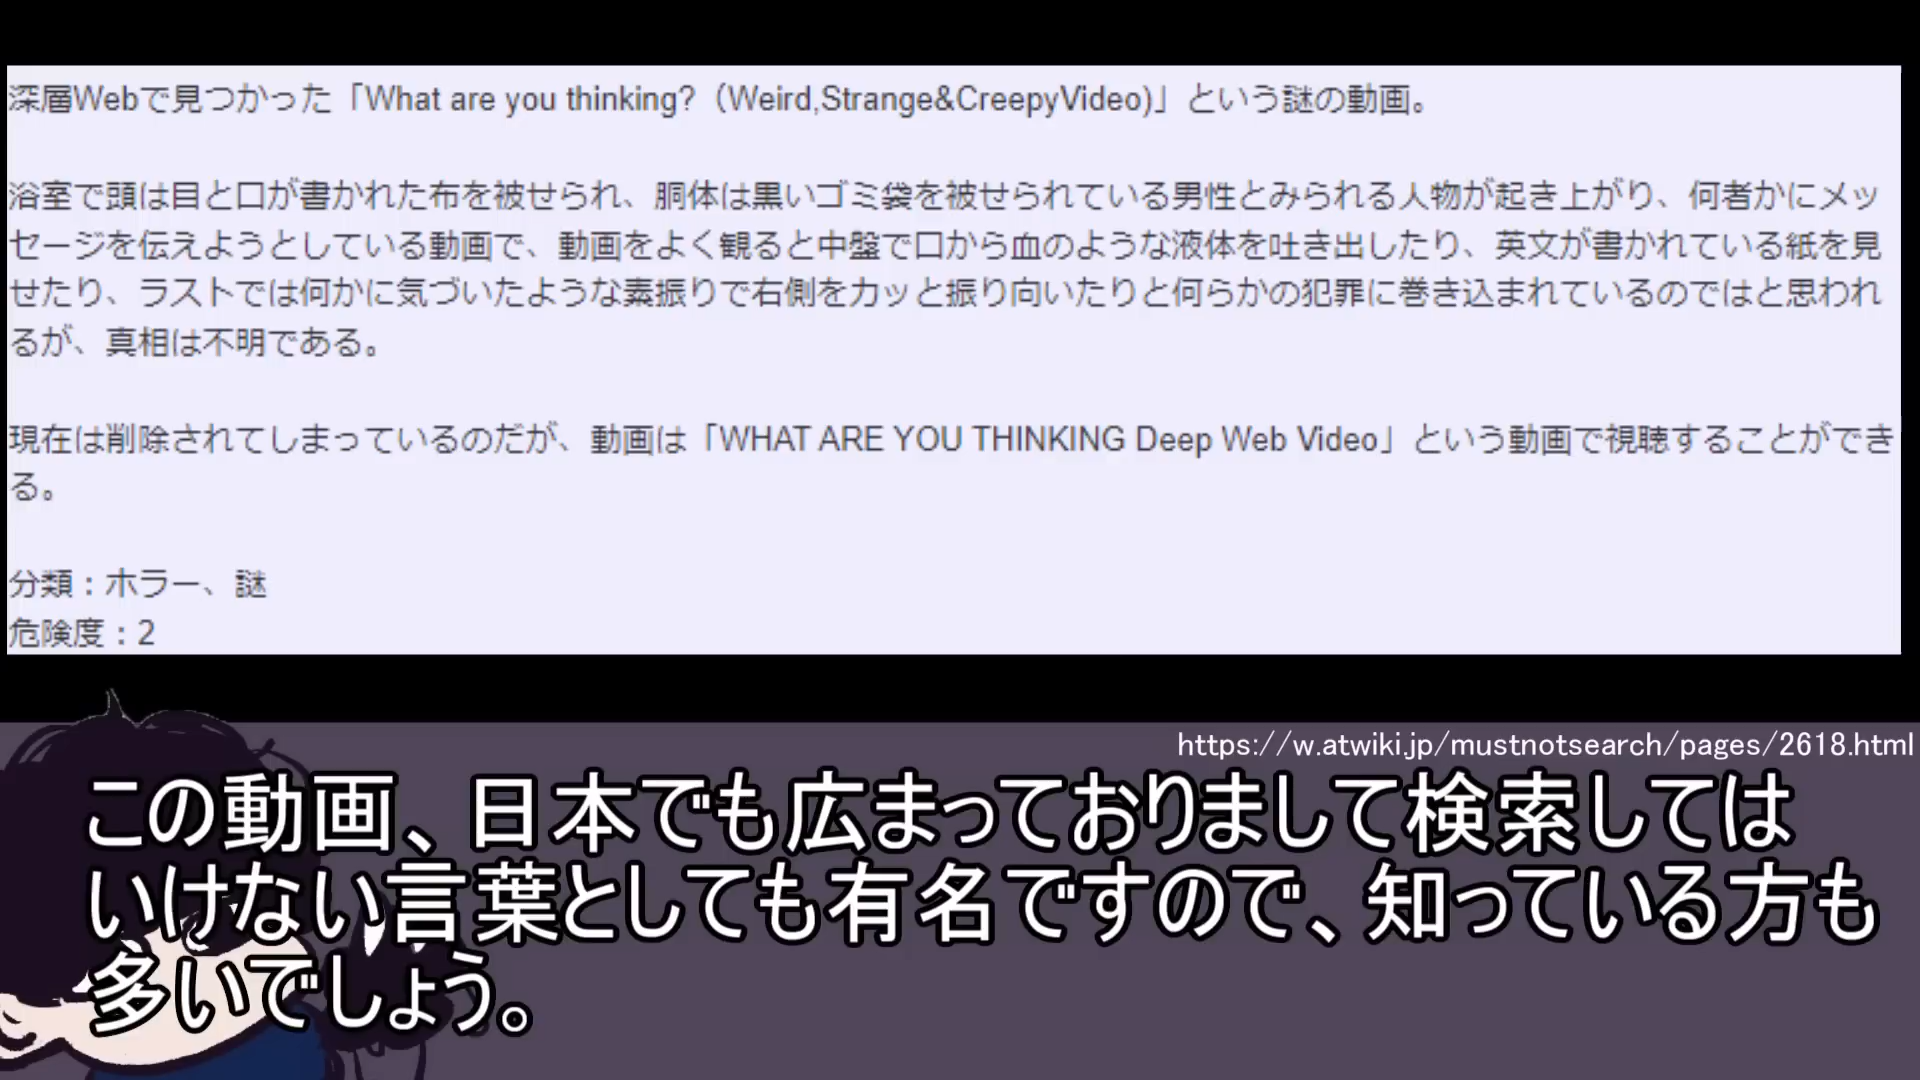 深層Webで見つかった「What are you thinking?（Weird,Strange&CreepyVideo)」という謎の動画。
浴室で頭は目と口が書かれた布を被せられ、胴体は黒いゴミ袋を被せられている男性とみられる人物が起き上がり、何者かにメッ
セージを伝えようとしている動画で、動画をよく観ると中盤で口から血のような液体を吐き出したり、英文が書かれている紙を見
せたり、ラストでは何かに気づいたような素振りで右側をカッと振り向いたりと何らかの犯罪に巻き込まれているのではと思われ
るが、真相は不明である。
現在は削除されてしまっているのだが、動画は「WHAT ARE YOU THINKING Deep Web Video」という動画で視聴することができ
る。
分類：ホラー、謎
危険度：2
https://w.atwiki.jp/mustnotsearch/pages/2618.html
この動画、日本でも広まっておりまして検索しては
いけない言葉としても有名ですので、知っている方も
多いでしょう。